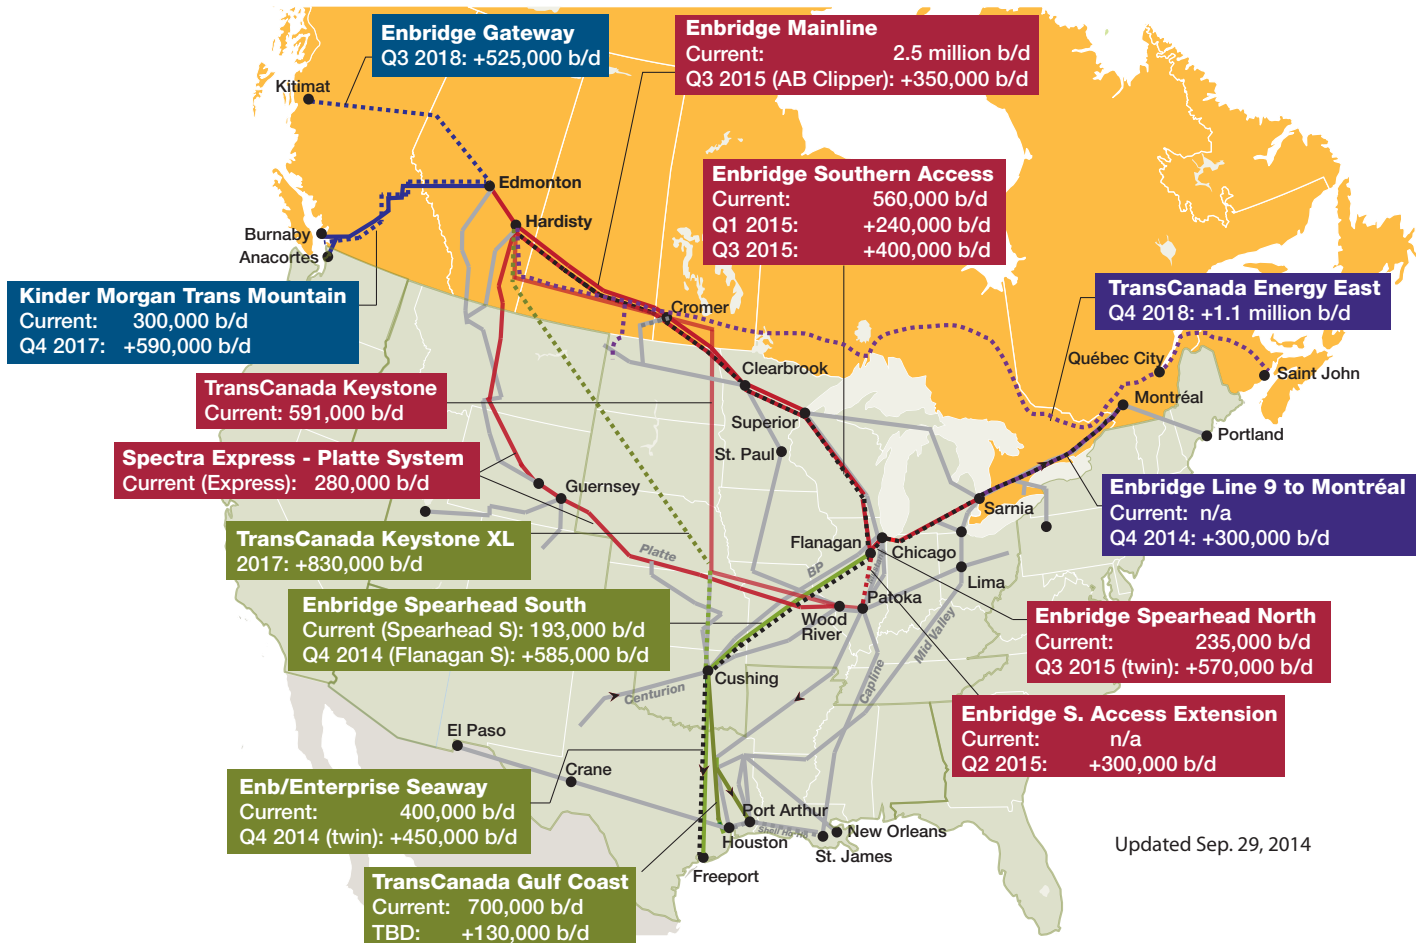 Enbridge Gateway
Q3 2018: +525,000 b/d
Enbridge Mainline
Current: 2.5 million b/d
Q3 2015 (AB Clipper): +350,000 b/d
Kitimat
Enbridge Southern Access
Current: 560,000 b/d
Q1 2015: +240,000 b/d
Q3 2015: +400,000 b/d
Edmonton
Hardisty
Burnaby
Anacortes
Kinder Morgan Trans Mountain
Current: 300,000 b/d
Q4 2017: +590,000 b/d
Cromer
TransCanada Energy East
Q4 2018: +1.1 million b/d
Québec City
Saint John
Clearbrook
Montréal
TransCanada Keystone
Current: 591,000 b/d
Superior
Portland
St. Paul
Spectra Express - Platte System
Current (Express): 280,000 b/d
Guernsey
Sarnia
Enbridge Line 9 to Montréal
Current: n/a
Q4 2014: +300,000 b/d
TransCanada Keystone XL
2017: +830,000 b/d
Platte
Flanagan
Chicago
BP
Lima
Enbridge Spearhead South
Current (Spearhead S): 193,000 b/d
Q4 2014 (Flanagan S): +585,000 b/d
Wood
River
Patoka
Mid Valley
Enbridge Spearhead North
Current: 235,000 b/d
Q3 2015 (twin): +570,000 b/d
Cushing
Centurion
Capline
Enbridge S. Access Extension
Current: n/a
Q2 2015: +300,000 b/d
El Paso
Crane
Enb/Enterprise Seaway
Current: 400,000 b/d
Q4 2014 (twin): +450,000 b/d
Port Arthur
Shell Ho-Ho
Houston
New Orleans
St. James
Updated Sep. 29, 2014
Freeport
TransCanada Gulf Coast
Current: 700,000 b/d
TBD: +130,000 b/d